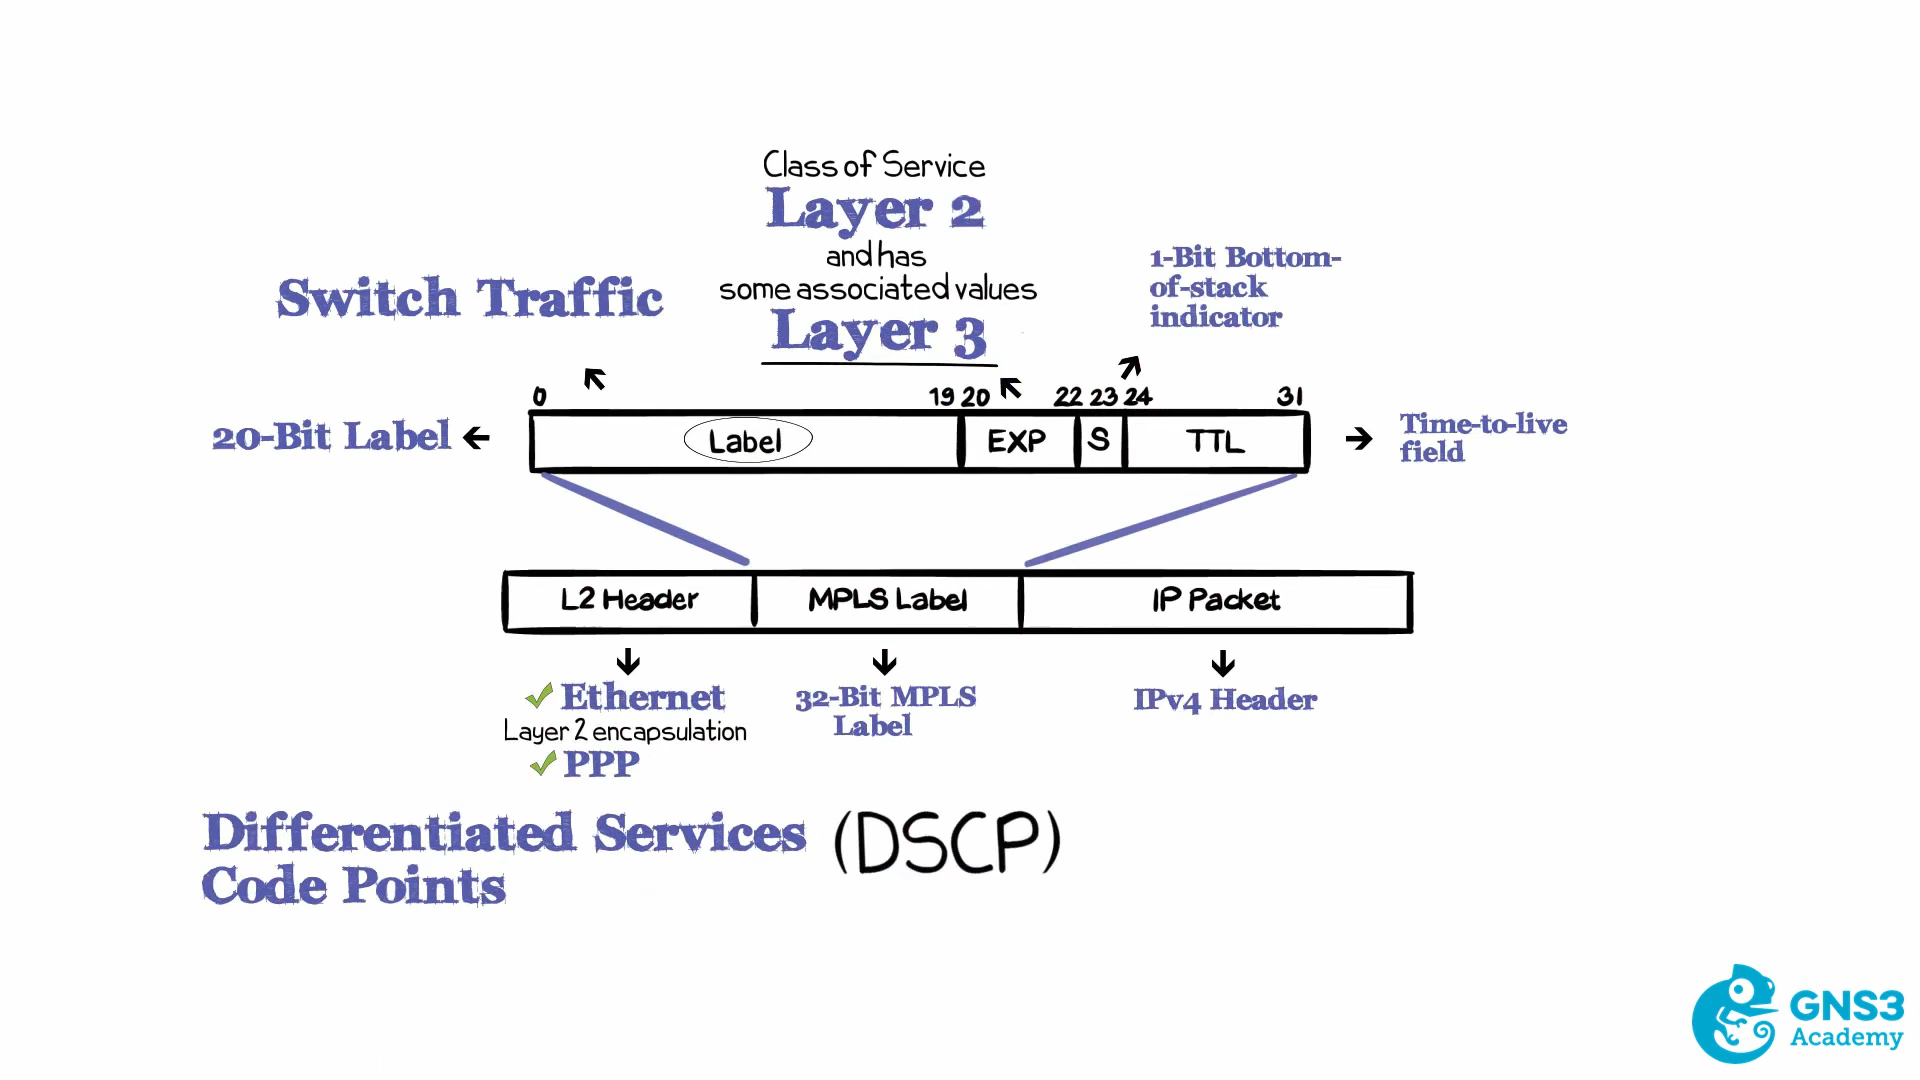 Class of Service
Layer 2
and has
some associated values
Layer 3
Switch Traffic
1-Bit Bottom-
of-stack
indicator
0 19 20 22 23 24 31
20-Bit Label
Label EXP S TTL
Time-to-live
field
L2 Header MPLS Label IP Packet
Ethernet
Layer 2 encapsulation
PPP
32-Bit MPLS
Label
IPv4 Header
Differentiated Services (DSCP)
Code Points
GNS3
Academy